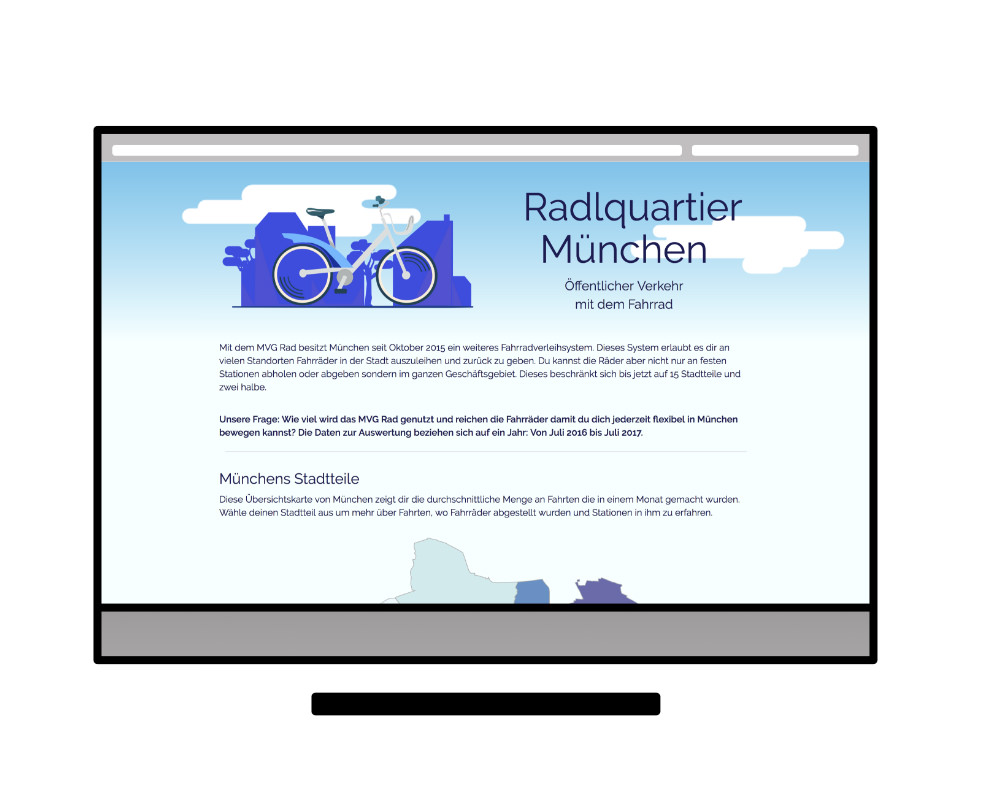 Radlquartier
München
Öffentlicher Verkehr
mit dem Fahrrad
Mit dem MVG Rad besitzt München seit Oktober 2015 ein weiteres Fahrradverleihsystem. Dieses System erlaubt es dir an
vielen Standorten Fahrräder in der Stadt auszuleihen und zurück zu geben. Du kannst die Räder aber nicht nur an festen
Stationen abholen oder abgeben sondern im ganzen Geschäftsgebiet. Dieses beschränkt sich bis jetzt auf 15 Stadtteile und
zwei halbe.
Unsere Frage: Wie viel wird das MVG Rad genutzt und reichen die Fahrräder damit du dich jederzeit flexibel in München
bewegen kannst? Die Daten zur Auswertung beziehen sich auf ein Jahr: Von Juli 2016 bis Juli 2017.
Münchens Stadtteile
Diese Übersichtskarte von München zeigt dir die durchschnittliche Menge an Fahrten die in einem Monat gemacht wurden.
Wähle deinen Stadtteil aus um mehr über Fahrten, wo Fahrräder abgestellt wurden und Stationen in ihm zu erfahren.